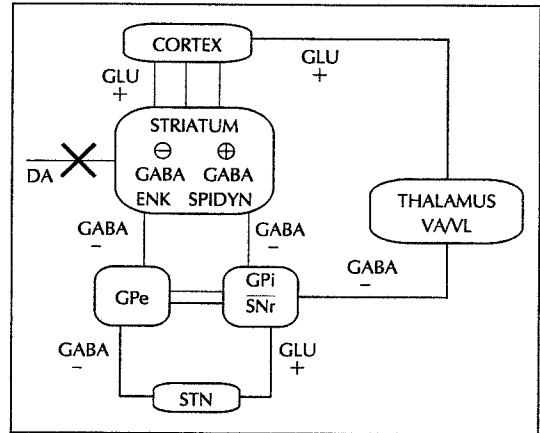 CORTEX
GLU
+
GLU
+
STRIATUM
⊖ ⊕
GABA GABA
ENK SPIDYN
DA
GABA
−
GABA
−
THALAMUS
VA/VL
GABA
−
GPe
GPi
SNr
GABA
−
GLU
+
STN